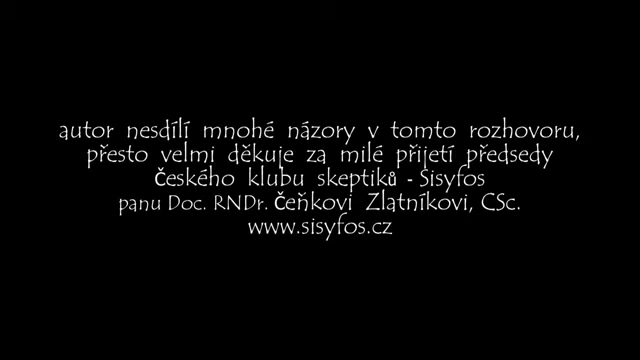 autor nesdílí mnohé názory v tomto rozhovoru,
přesto velmi děkuje za milé přijetí předsedy
českého klubu skeptiků - Sisyfos
panu Doc. RNDr. čeňkovi Zlatníkovi, CSc.
www.sisyfos.cz